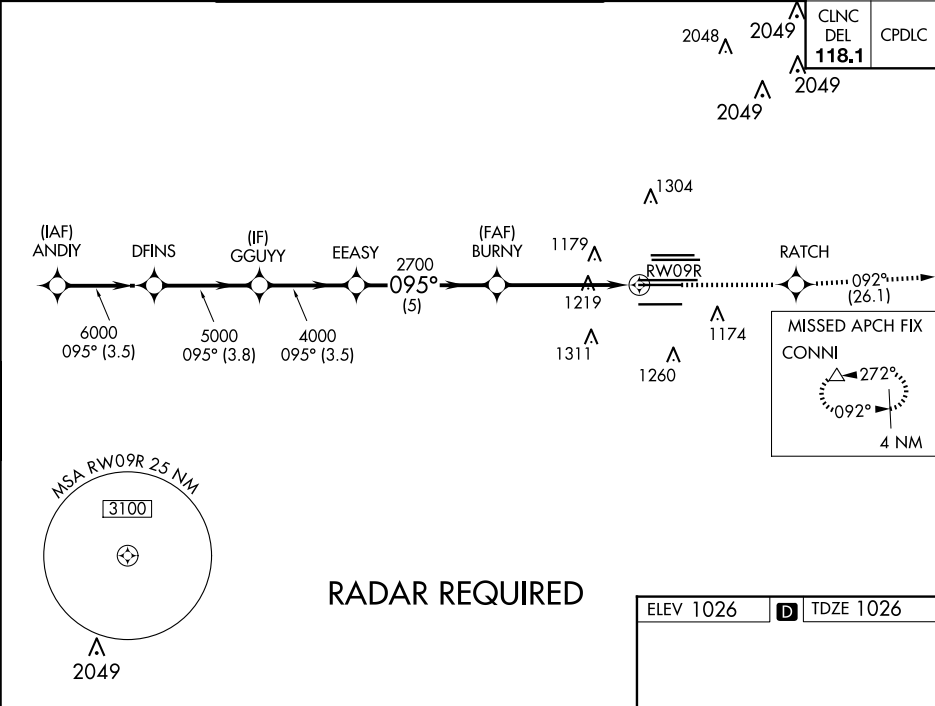 CLNC
DEL
118.1
CPDLC
2048
2049
2049
2049
1304
(IAF)
ANDIY
DFINS
(IF)
GGUYY
EEASY
(FAF)
BURNY
1179
RW09R
RATCH
2700
095°
(5)
092°
(26.1)
1219
6000
095° (3.5)
5000
095° (3.8)
4000
095° (3.5)
1311
1260
1174
MISSED APCH FIX
CONNI
272°
092°
4 NM
MSA RW09R 25 NM
3100
2049
RADAR REQUIRED
ELEV 1026
D
TDZE 1026